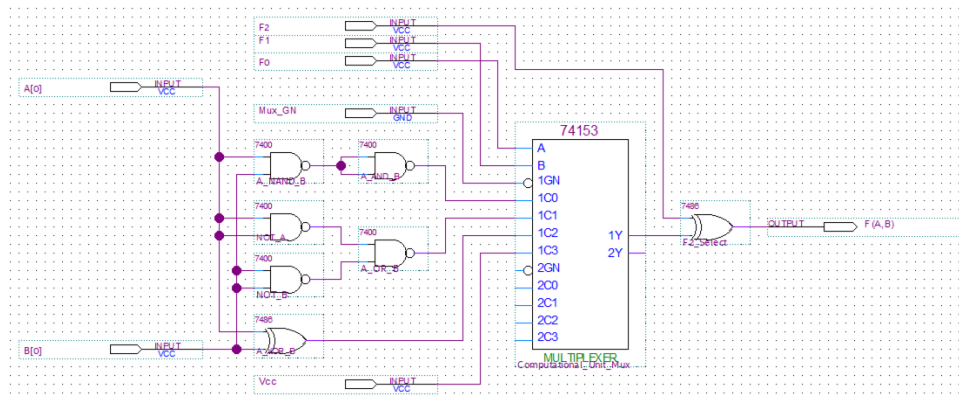 F2 INPUT
VCC
F1 INPUT
VCC
F0 INPUT
VCC
A[0] INPUT
VCC
Mux_GN INPUT
GND
74153
7400
A_NAND_B
7400
A_AND_B
7400
NOT_A
7400
NOT_B
7400
A_OR_B
7486
A_XOR_B
A
B
1GN
1C0
1C1
1C2
1C3
2GN
2C0
2C1
2C2
2C3
1Y
2Y
MULTIPLEXER
Computational_Unit_Mux
7486
F2_Select
OUTPUT F(A,B)
B[0] INPUT
VCC
Vcc INPUT
VCC